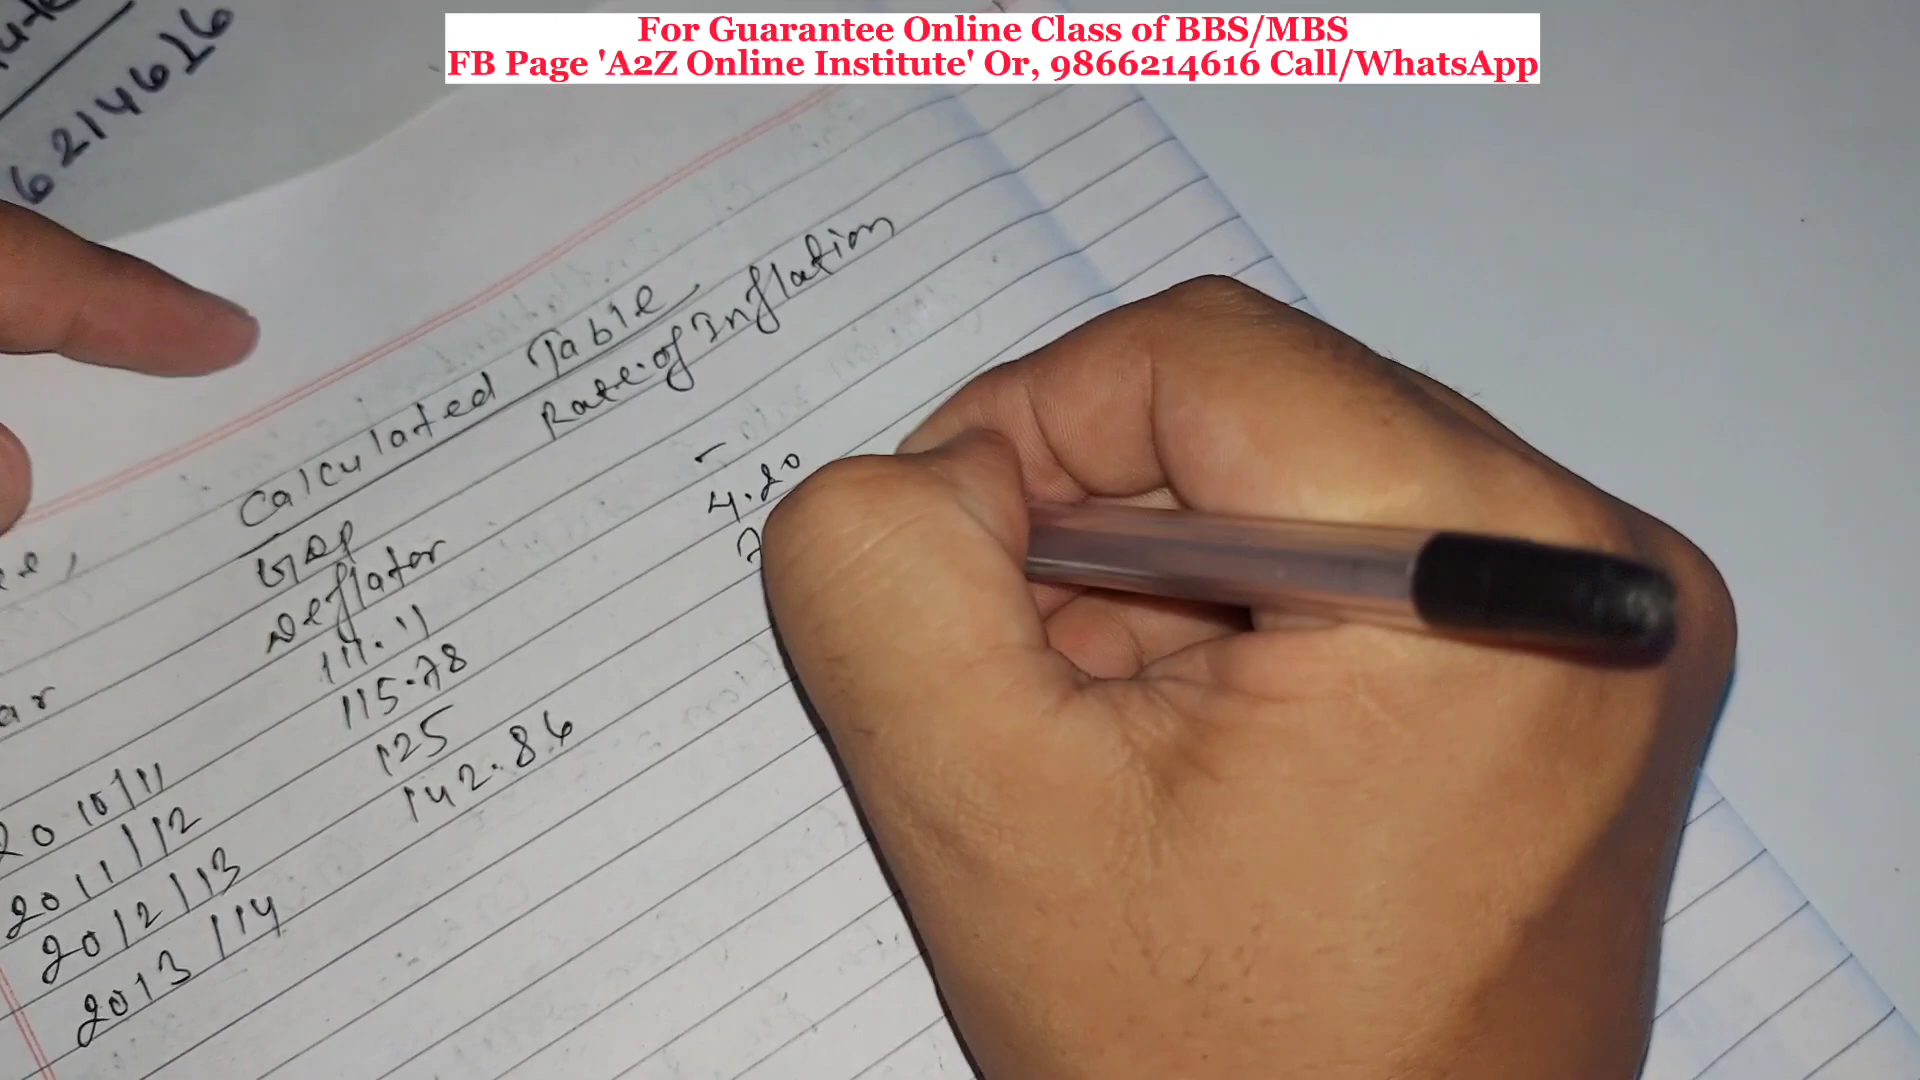 For Guarantee Online Class of BBS/MBS
FB Page 'A2Z Online Institute' Or, 9866214616 Call/WhatsApp
6214616
Calculated Table
GDP Deflator Rate of Inflation
2010/11 111.11 -
2011/12 115.78 4.20
2012/13 125 7
2013/14 142.86